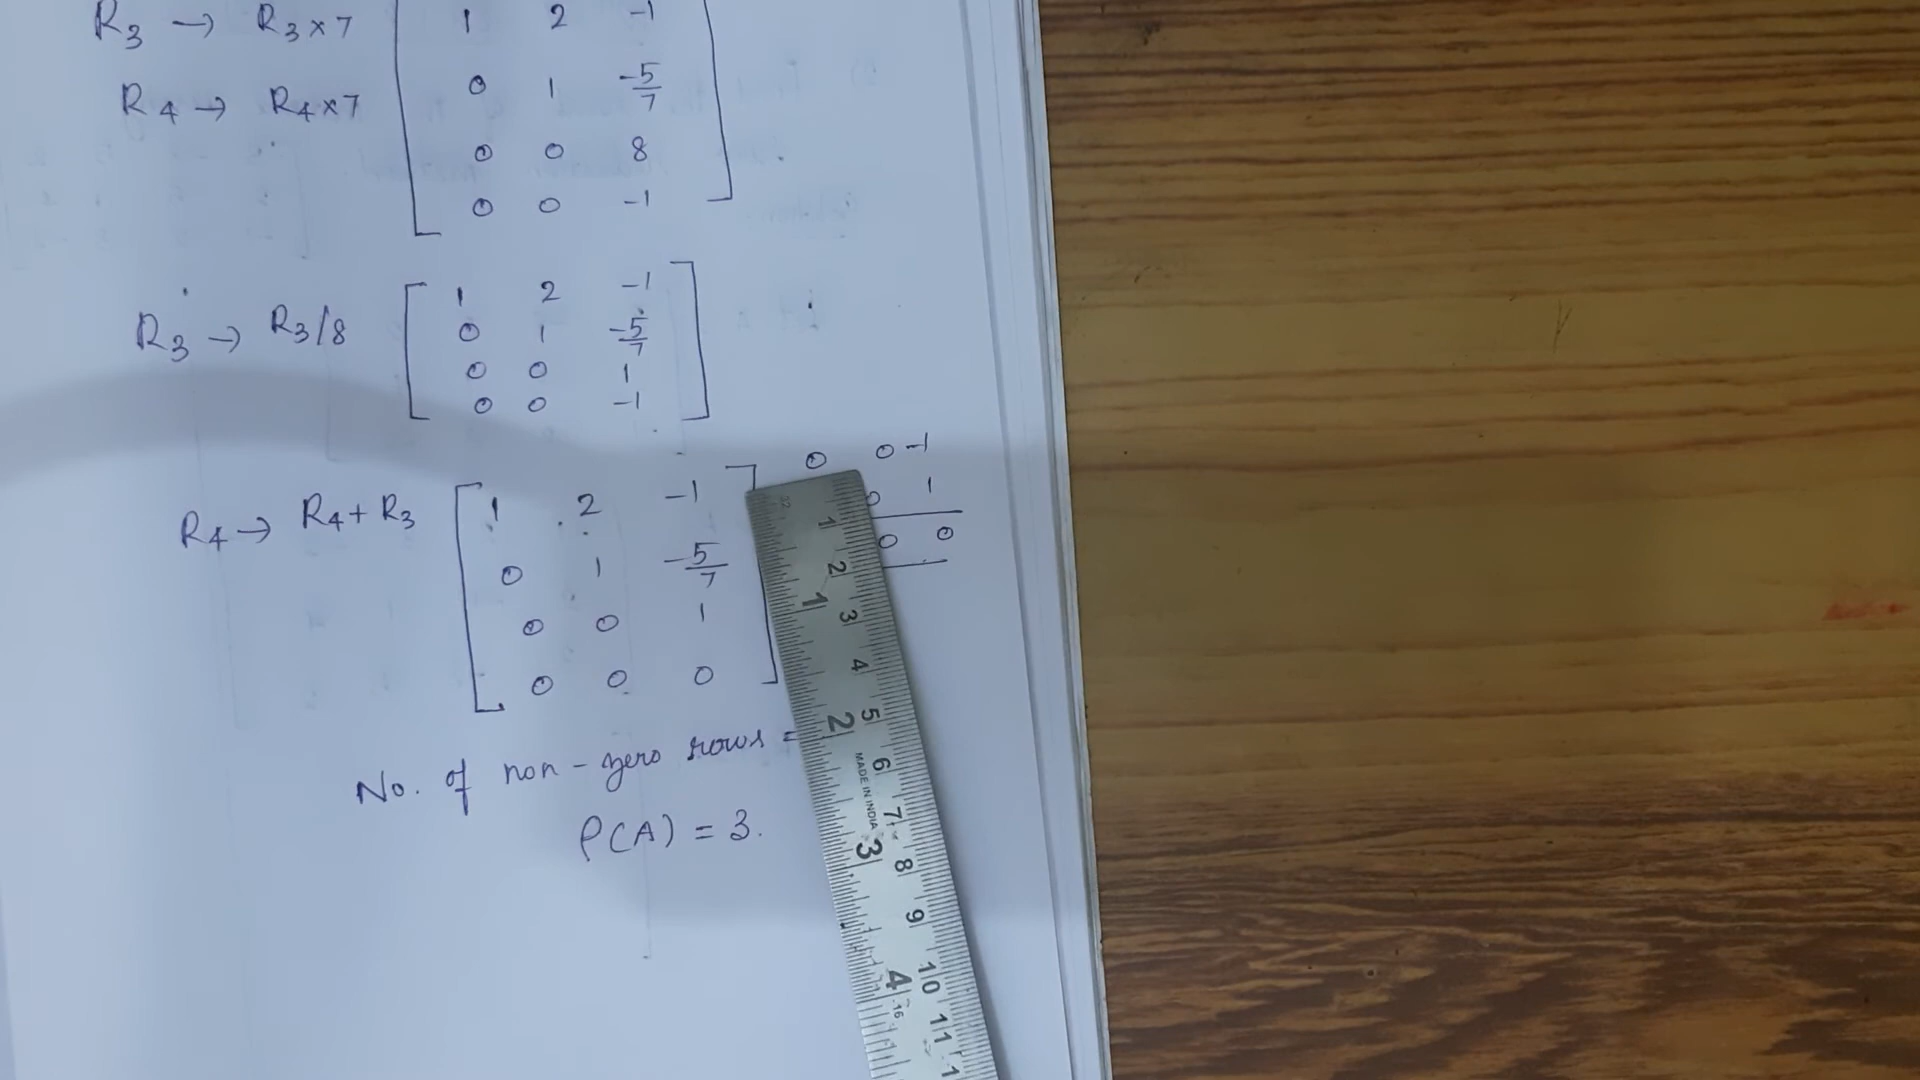 R3 → R3×7 1 2 -1
R4 → R4×7 0 1 -5/7
0 0 8
0 0 -1
R3 → R3/8 1 2 -1
0 1 -5/7
0 0 1
0 0 -1
0 0 -1
R4 → R4+R3 1 2 -1
0 1 -5/7
0 0 1
0 0 0
0
0 0
No. of non-zero rows =
ρ(A) = 3.
32 1 2 3 4 5 6 7 8 9 10 11
1 2 3 4
MADE IN INDIA
16